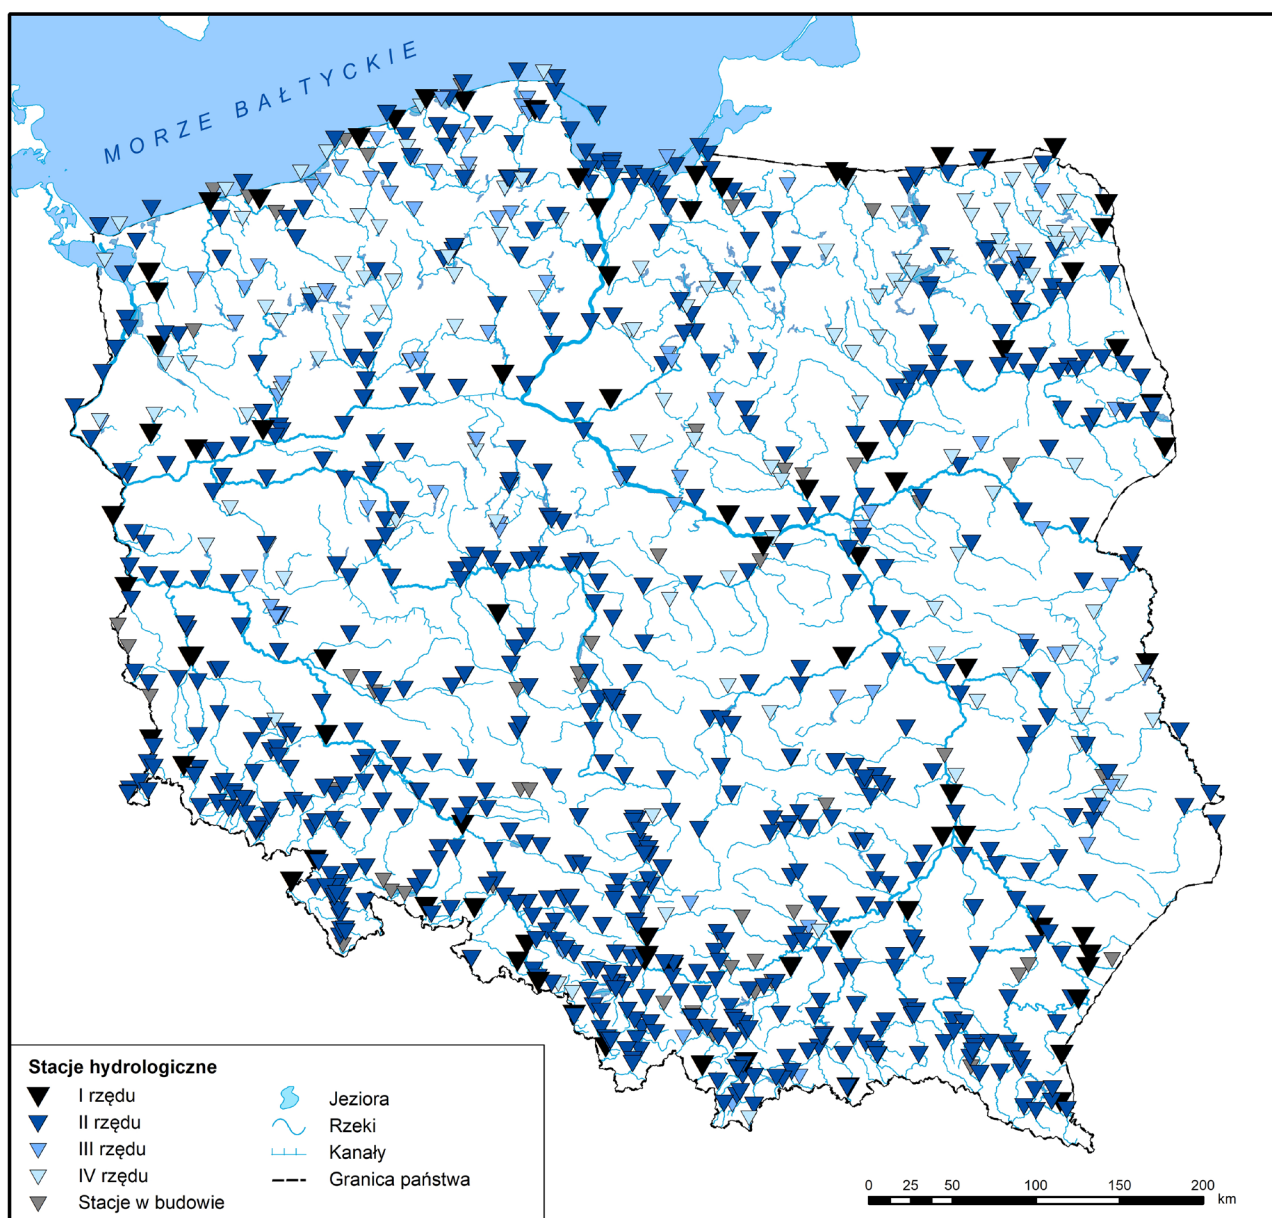 MORZE BAŁTYCKIE
Stacje hydrologiczne
I rzędu
II rzędu
III rzędu
IV rzędu
Stacje w budowie
Jeziora
Rzeki
Kanały
Granica państwa
0 25 50 100 150 200
km